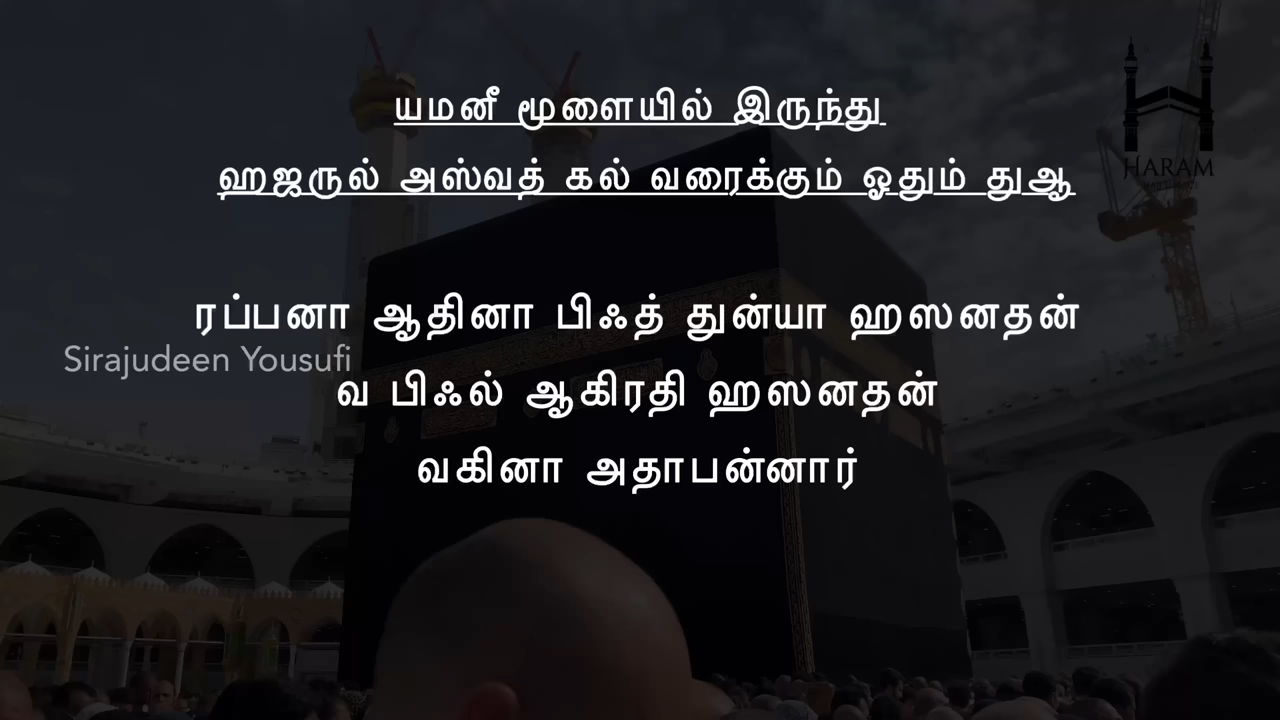 யமனீ மூளையில் இருந்து
ஹஜருல் அஸ்வத் கல் வரைக்கும் ஓதும் துஆ
ரப்பனா ஆதினா பிஃத் துன்யா ஹஸனதன்
Sirajudeen Yousufi
வ பிஃல் ஆகிரதி ஹஸனதன்
வகினா அதாபன்னார்
HARAM